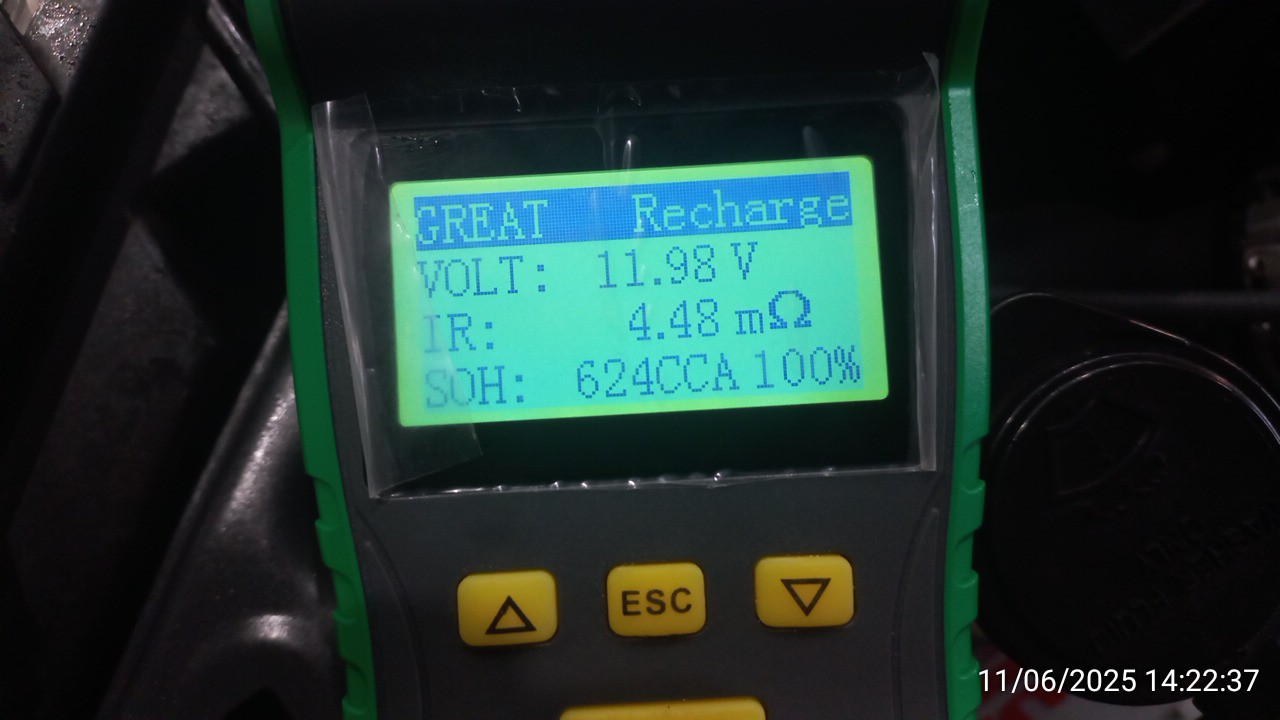 GREAT Recharge
VOLT: 11.98 V
IR: 4.48 mΩ
SOH: 624CCA 100%
ESC
11/06/2025 14:22:37